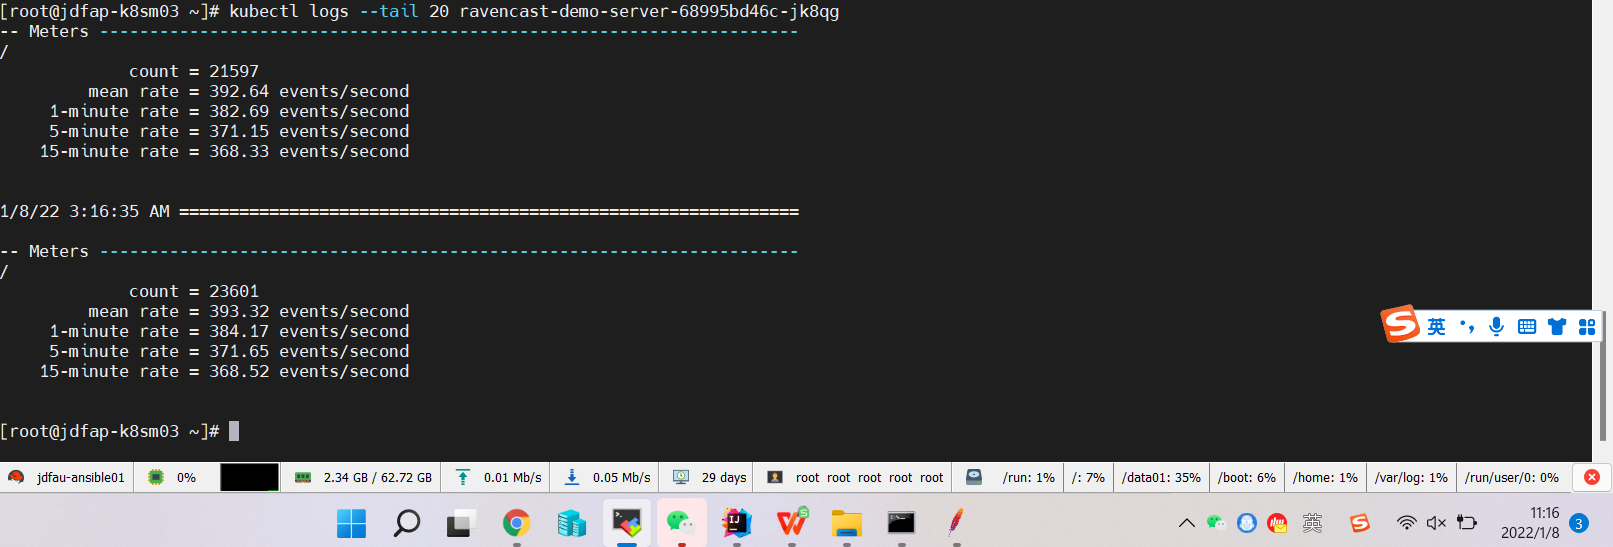 [root@jdfap-k8sm03 ~]# kubectl logs --tail 20 ravencast-demo-server-68995bd46c-jk8qg
-- Meters ----------------------------------------------------------------------
/
count = 21597
mean rate = 392.64 events/second
1-minute rate = 382.69 events/second
5-minute rate = 371.15 events/second
15-minute rate = 368.33 events/second
1/8/22 3:16:35 AM ==============================================================
-- Meters ----------------------------------------------------------------------
/
count = 23601
mean rate = 393.32 events/second
1-minute rate = 384.17 events/second
5-minute rate = 371.65 events/second
15-minute rate = 368.52 events/second
S 英
[root@jdfap-k8sm03 ~]#
jdfau-ansible01 0% 2.34 GB / 62.72 GB 0.01 Mb/s 0.05 Mb/s 29 days root root root root root /run: 1% /: 7% /data01: 35% /boot: 6% /home: 1% /var/log: 1% /run/user/0: 0%
IJ W S 英 S 11:16
2022/1/8 3